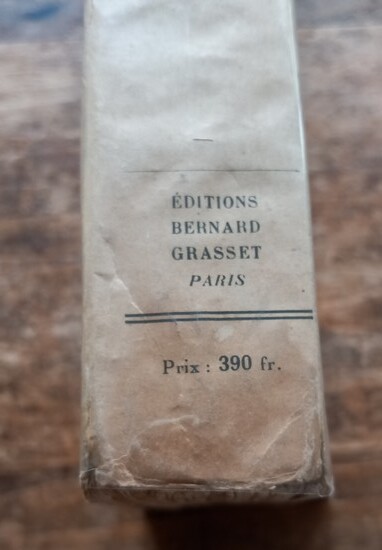 ÉDITIONS
BERNARD
GRASSET
PARIS
Prix : 390 fr.